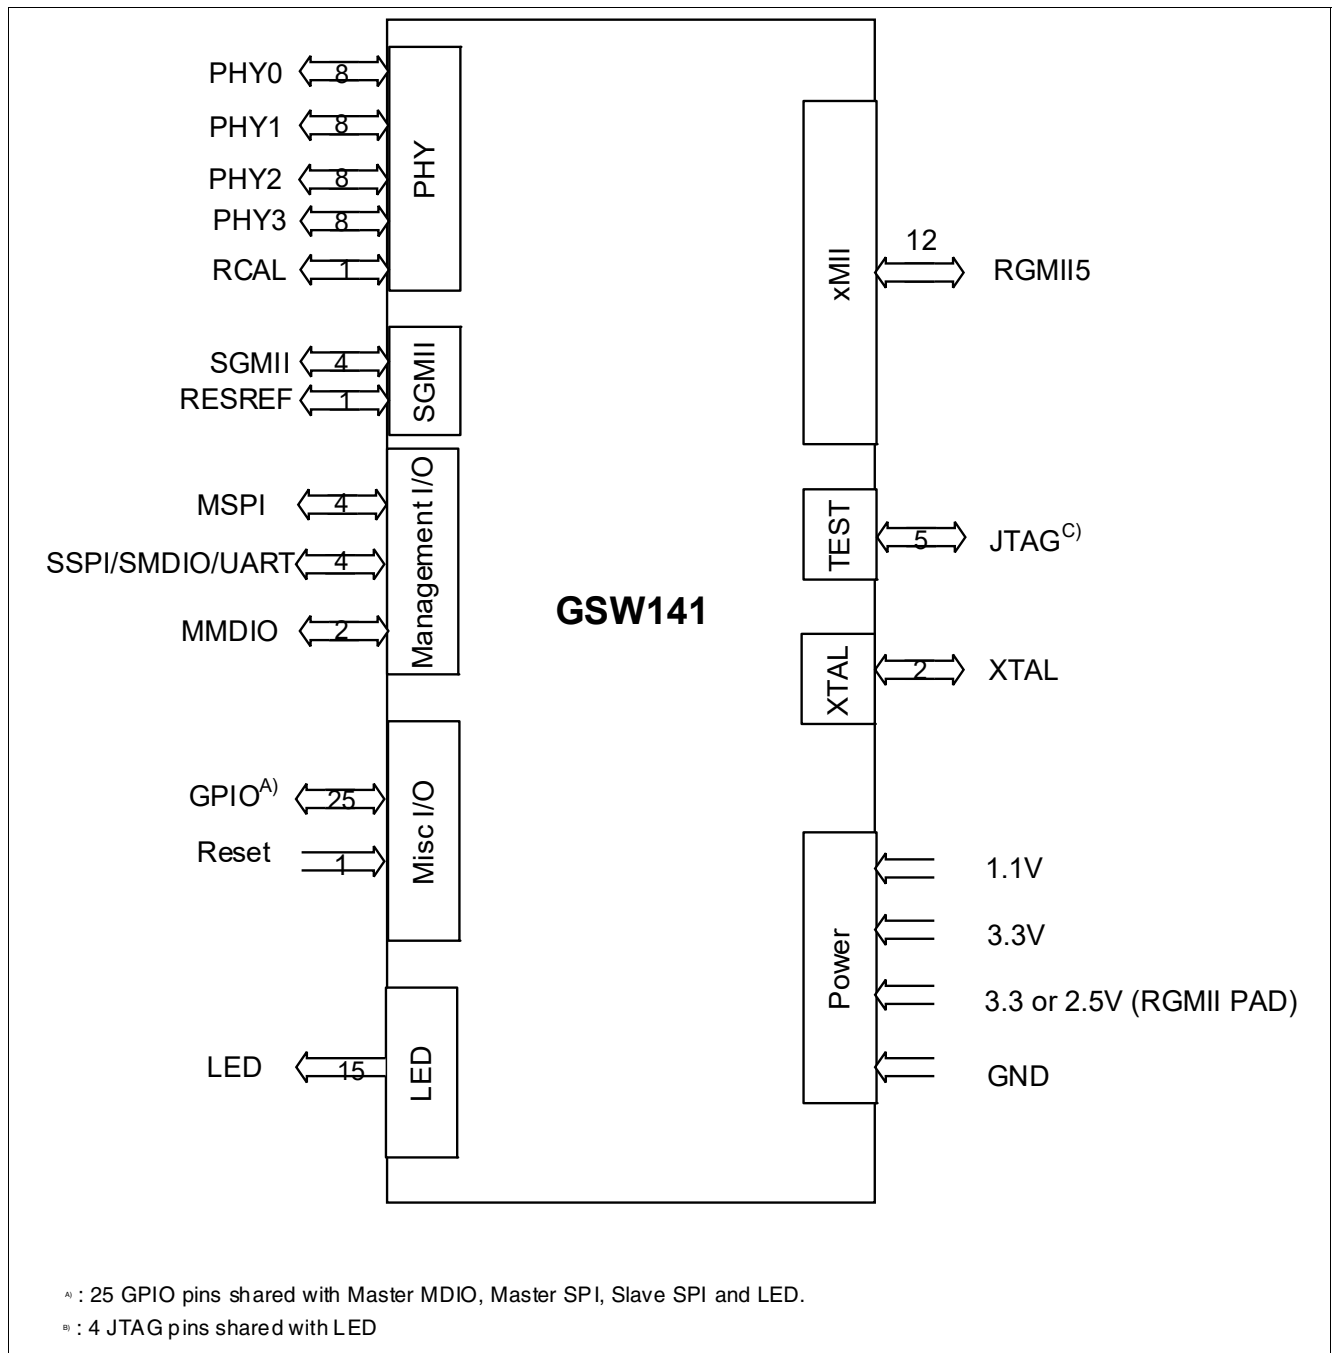 PHY0 8
PHY1 8
PHY2 8
PHY3 8
RCAL 1
PHY
SGMII 4
RESREF 1
SGMII
MSPI 4
SSPI/SMDIO/UART 4
MMDIO 2
Management I/O
GPIO A) 25
Reset 1
Misc I/O
LED 15
LED
GSW141
xMII
12
RGMII5
TEST
5 JTAG C)
XTAL
2 XTAL
Power
1.1V
3.3V
3.3 or 2.5V (RGMII PAD)
GND
A) : 25 GPIO pins shared with Master MDIO, Master SPI, Slave SPI and LED.
B) : 4 JTAG pins shared with LED